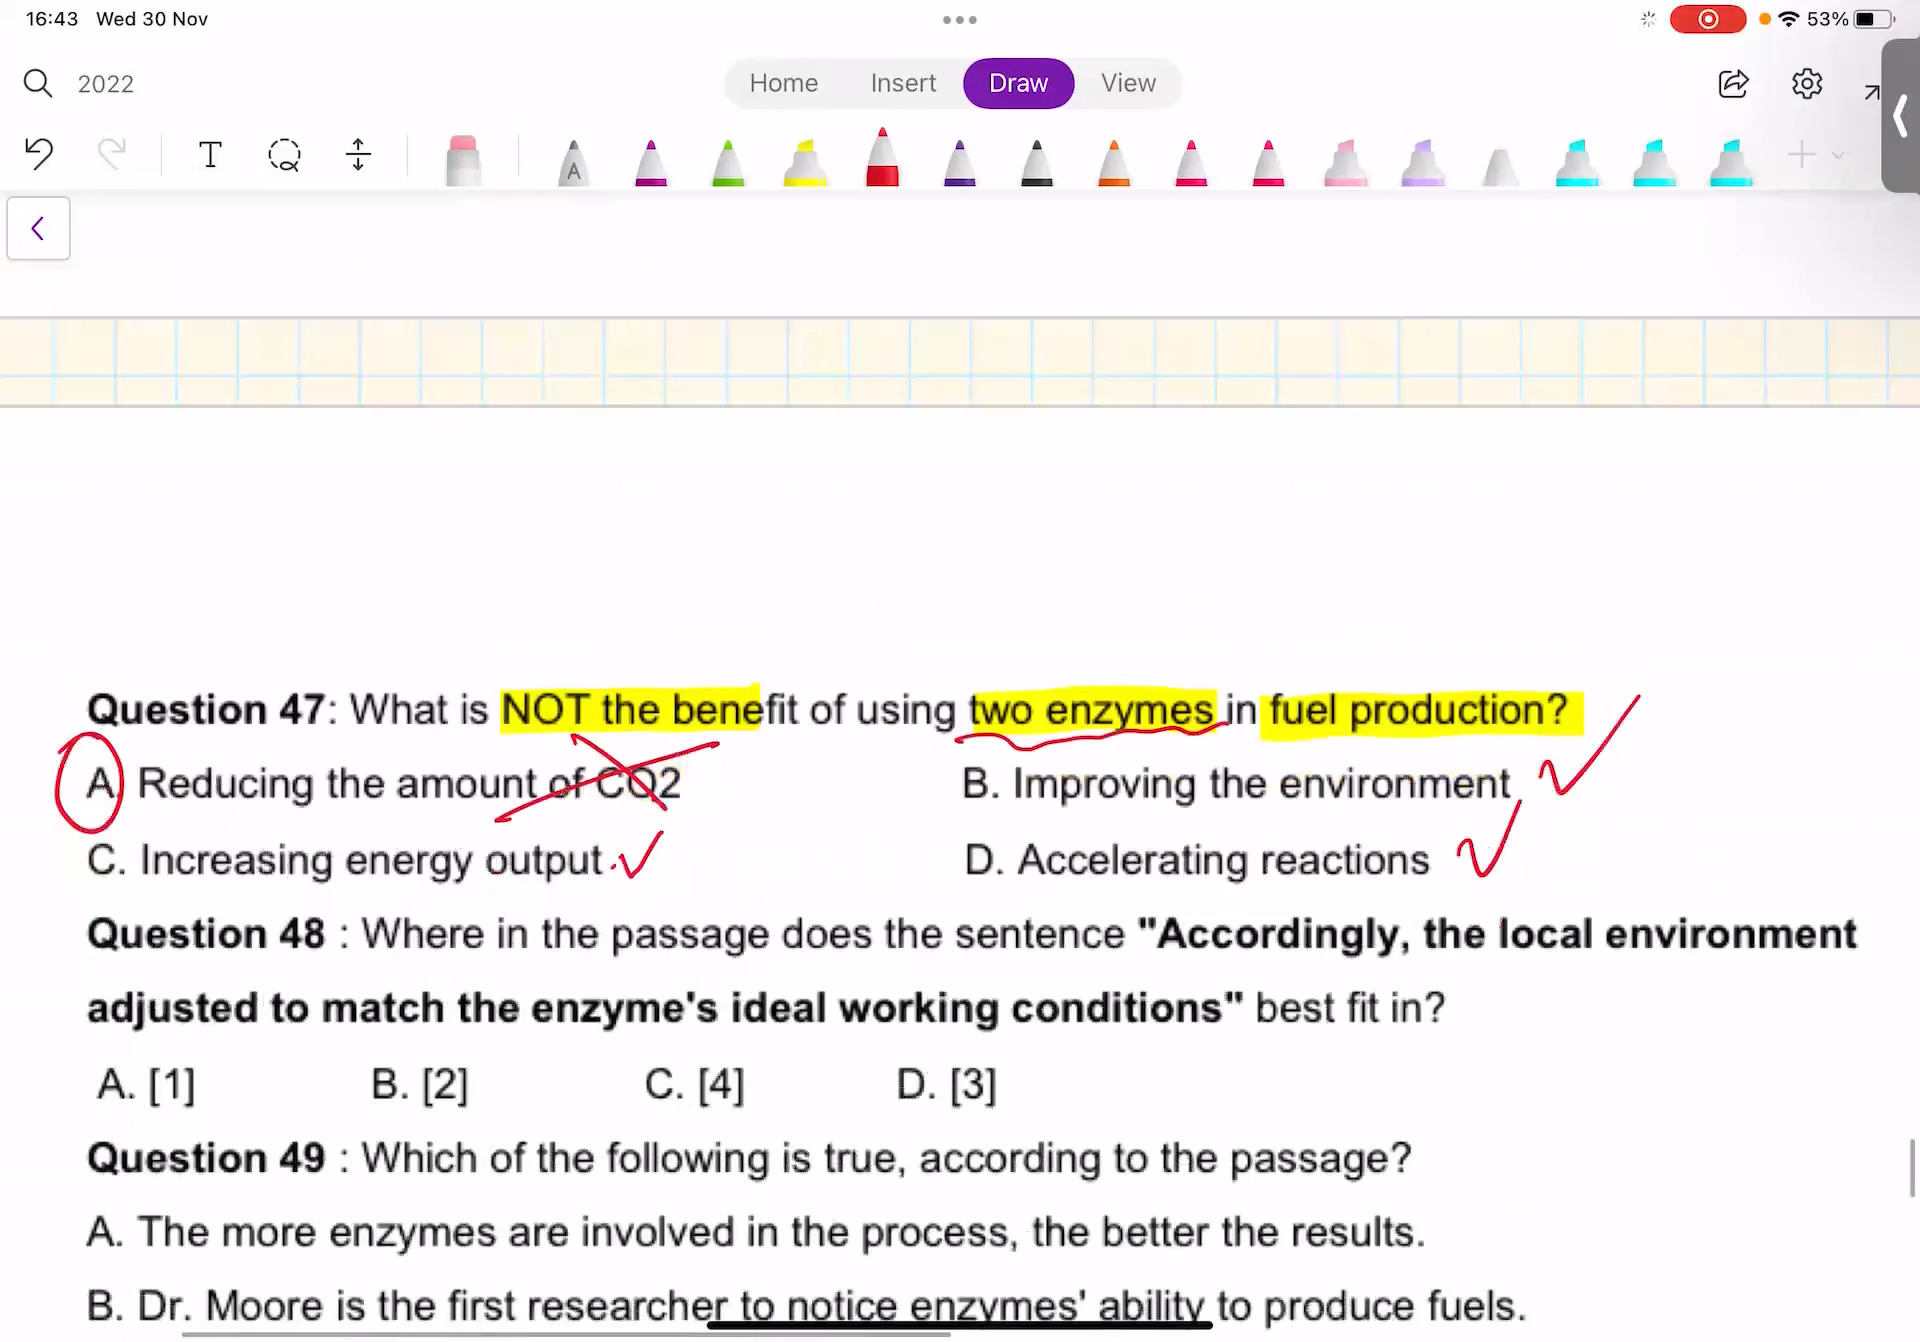 16:43 Wed 30 Nov
53%
2022
Home Insert Draw View
T
A
Question 47: What is NOT the benefit of using two enzymes in fuel production?
A. Reducing the amount of CO2 B. Improving the environment
C. Increasing energy output. D. Accelerating reactions
Question 48 : Where in the passage does the sentence "Accordingly, the local environment
adjusted to match the enzyme's ideal working conditions" best fit in?
A. [1] B. [2] C. [4] D. [3]
Question 49 : Which of the following is true, according to the passage?
A. The more enzymes are involved in the process, the better the results.
B. Dr. Moore is the first researcher to notice enzymes' ability to produce fuels.